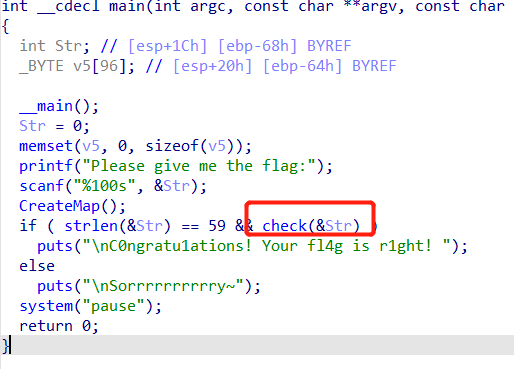 int __cdecl main(int argc, const char **argv, const char
{
int Str; // [esp+1Ch] [ebp-68h] BYREF
_BYTE v5[96]; // [esp+20h] [ebp-64h] BYREF
__main();
Str = 0;
memset(v5, 0, sizeof(v5));
printf("Please give me the flag:");
scanf("%100s", &Str);
CreateMap();
if ( strlen(&Str) == 59 && check(&Str) )
puts("\nC0ngratu1ations! Your fl4g is r1ght! ");
else
puts("\nSorrrrrrrrrry~");
system("pause");
return 0;
}